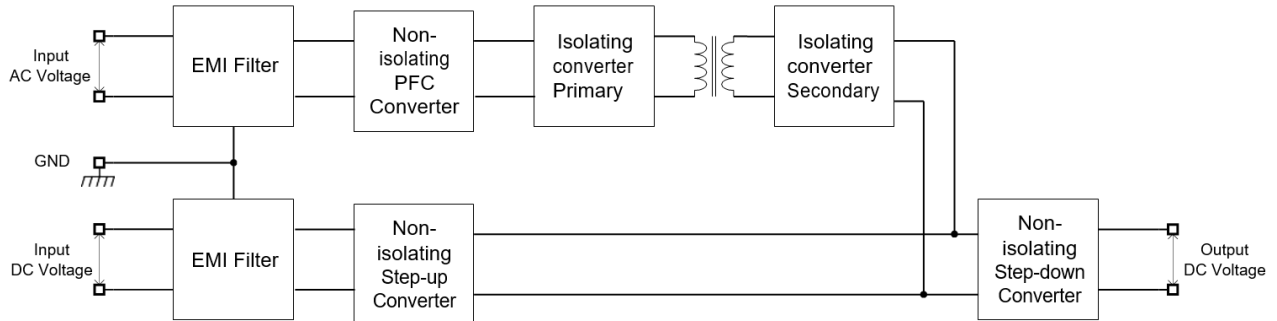 Input
AC Voltage
EMI Filter
Non-
isolating
PFC
Converter
Isolating
converter
Primary
Isolating
converter
Secondary
GND
Input
DC Voltage
EMI Filter
Non-
isolating
Step-up
Converter
Non-
isolating
Step-down
Converter
Output
DC Voltage